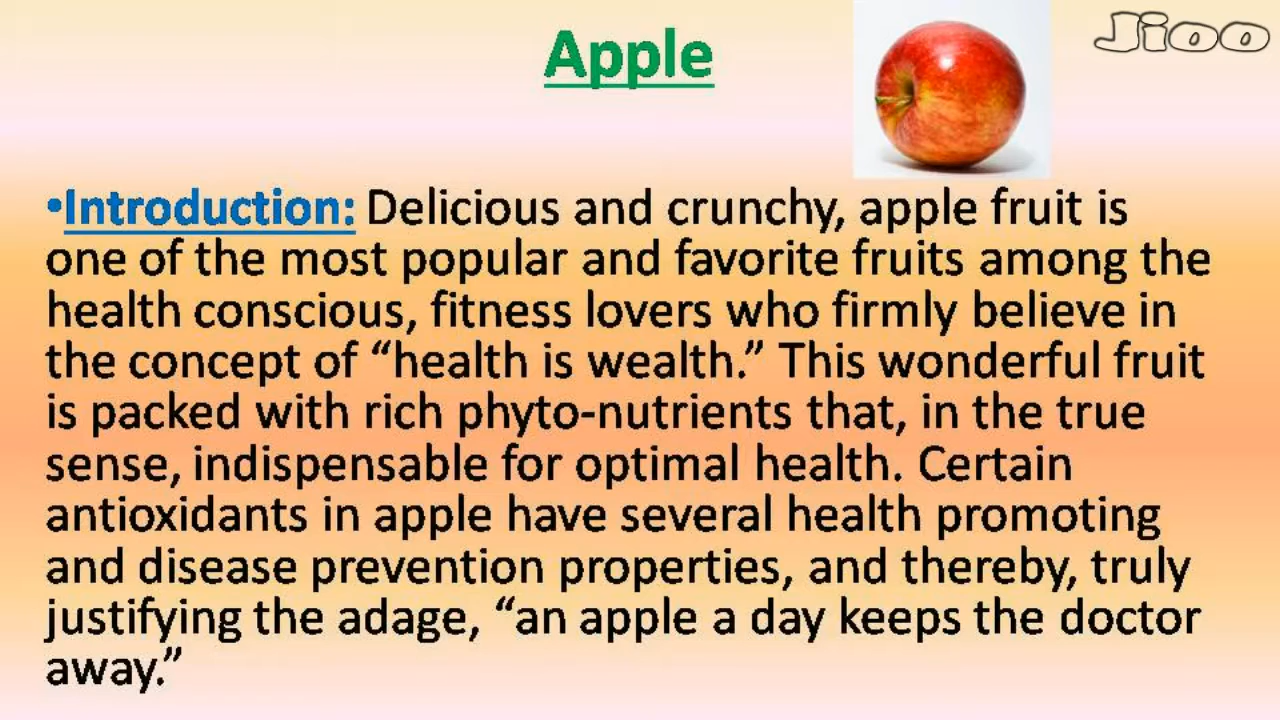 Apple
Jioo
•Introduction: Delicious and crunchy, apple fruit is
one of the most popular and favorite fruits among the
health conscious, fitness lovers who firmly believe in
the concept of “health is wealth.” This wonderful fruit
is packed with rich phyto-nutrients that, in the true
sense, indispensable for optimal health. Certain
antioxidants in apple have several health promoting
and disease prevention properties, and thereby, truly
justifying the adage, “an apple a day keeps the doctor
away.”